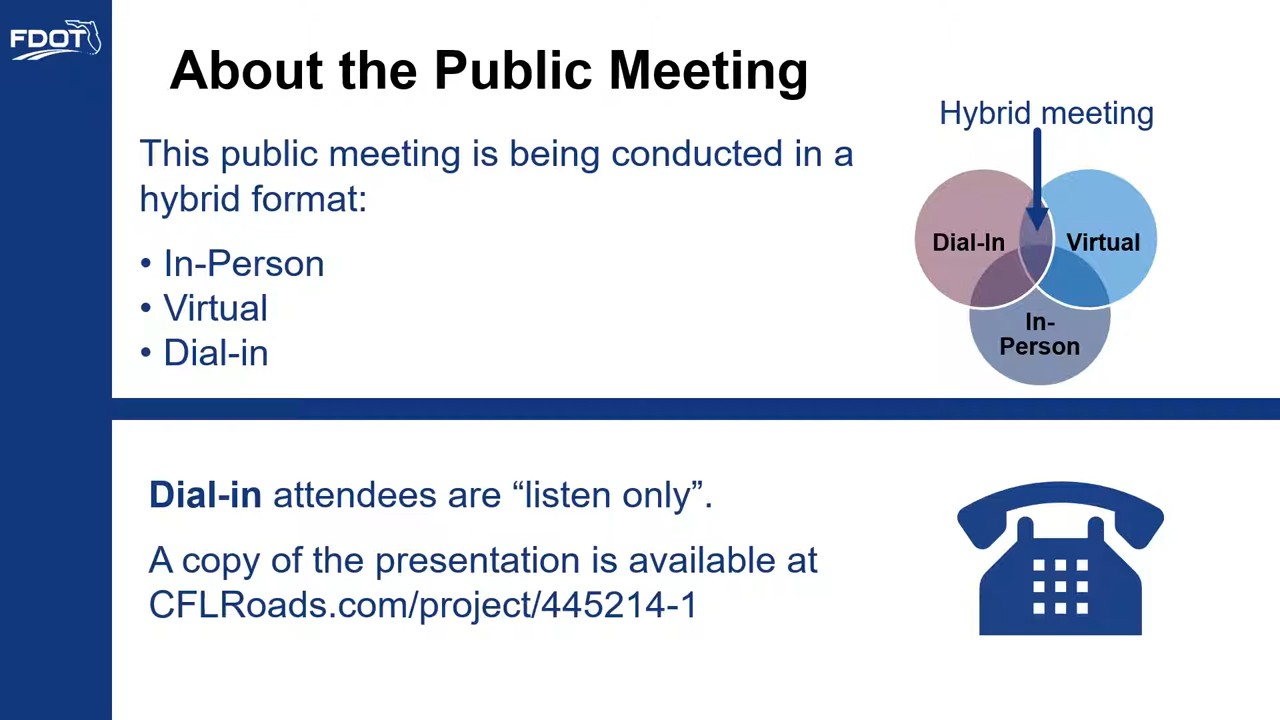 FDOT
About the Public Meeting
This public meeting is being conducted in a
hybrid format:
• In-Person
• Virtual
• Dial-in
Hybrid meeting
Dial-In
Virtual
In-
Person
Dial-in attendees are “listen only”.
A copy of the presentation is available at
CFLRoads.com/project/445214-1